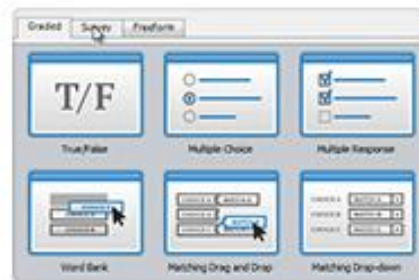 Graded Survey Freeform
T/F
True/False Multiple Choice Multiple Response
Word Bank Matching Drag and Drop Matching Drop-down